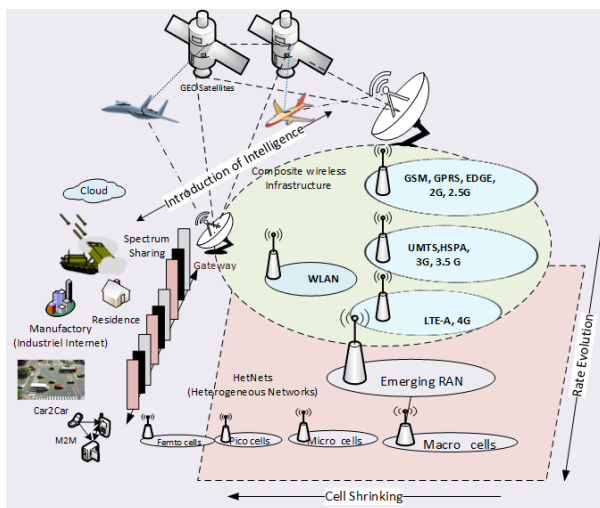 GEO Satellites
Introduction of Intelligence
Composite wireless
Infrastructure
GSM, GPRS, EDGE,
2G, 2.5G
Cloud
Spectrum
Sharing
Gateway
UMTS,HSPA,
3G, 3.5 G
WLAN
Residence
Manufactory
(Industriel Internet)
LTE-A, 4G
Rate Evolution
HetNets
(Heterogeneous Networks)
Emerging RAN
Car2Car
M2M
Femto cells
Pico cells
Micro cells
Macro cells
Cell Shrinking